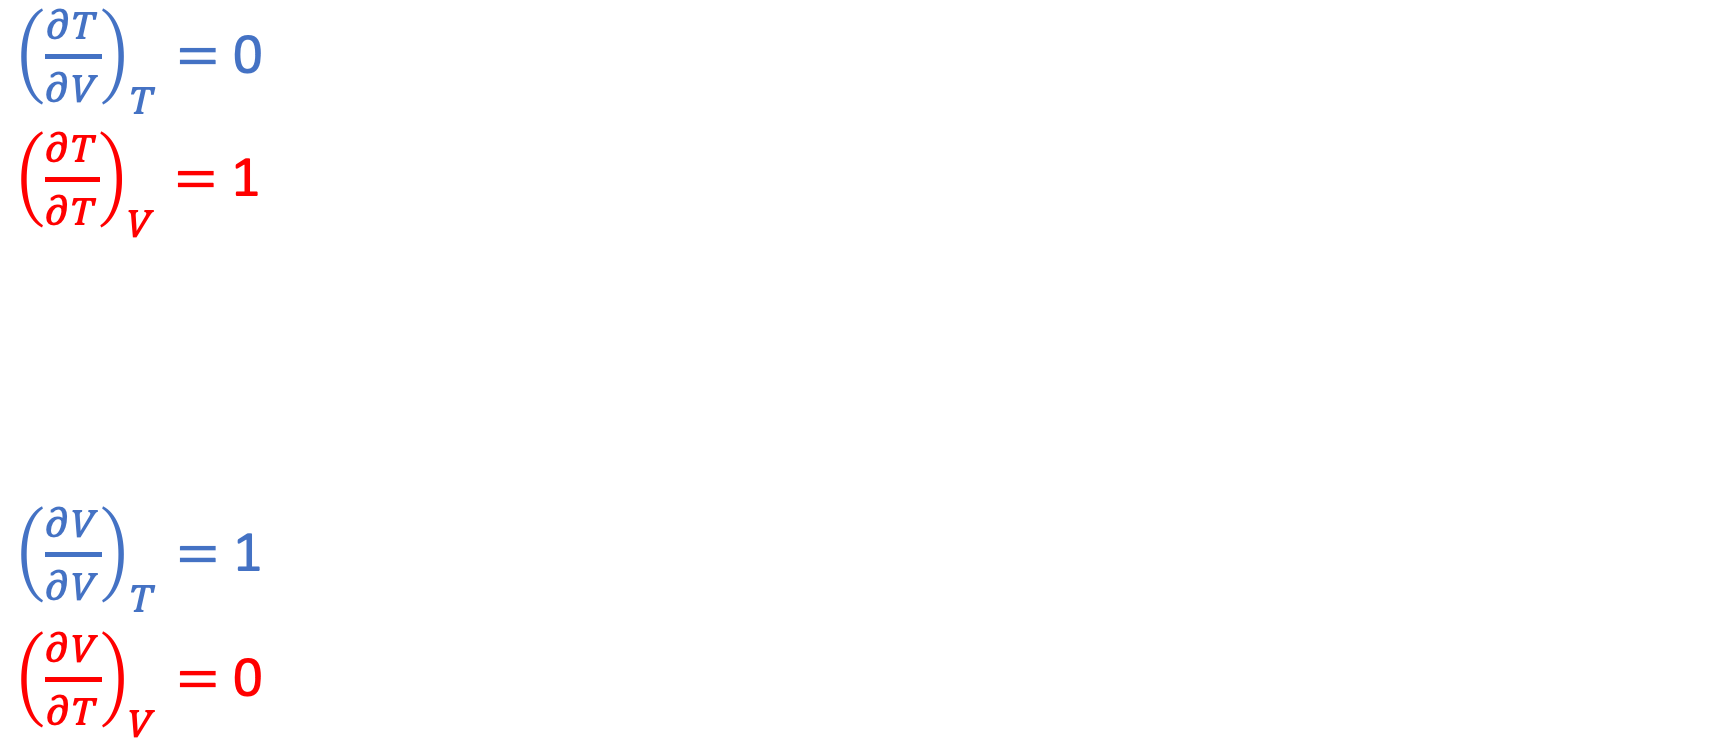 (∂T/∂V)_T = 0
(∂T/∂T)_V = 1
(∂V/∂V)_T = 1
(∂V/∂T)_V = 0